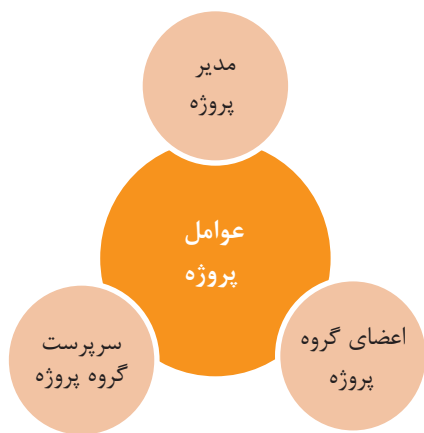 مدیر
پروژه
عوامل
پروژه
اعضای گروه
پروژه
سرپرست
گروه پروژه